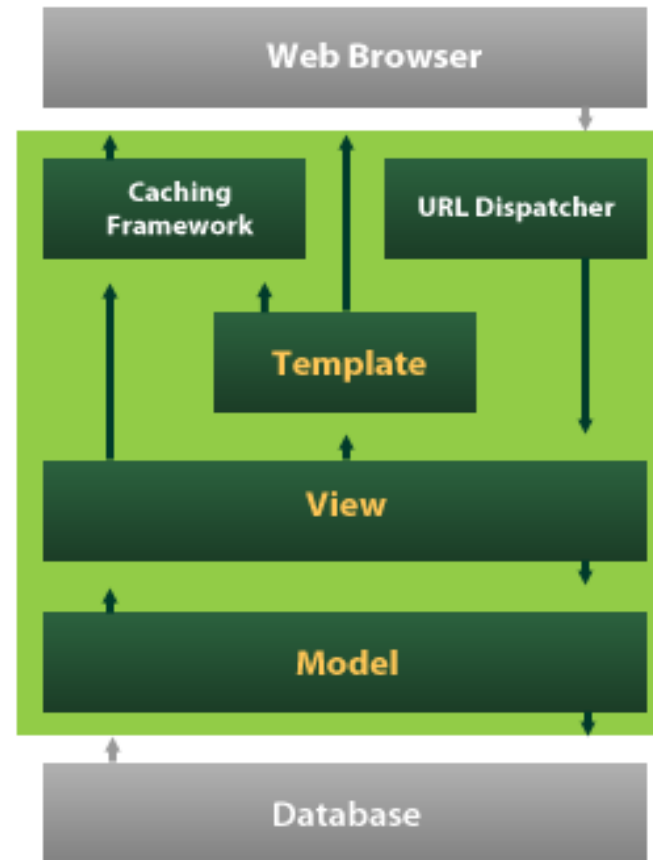 Web Browser
Caching
Framework
URL Dispatcher
Template
View
Model
Database